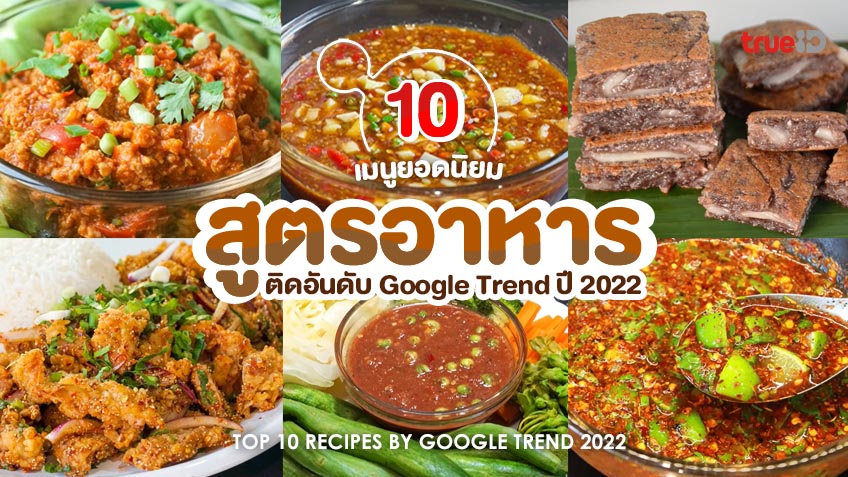 trueID
10
เมนูยอดนิยม
สูตรอาหาร
ติดอันดับ Google Trend ปี 2022
TOP 10 RECIPES BY GOOGLE TREND 2022